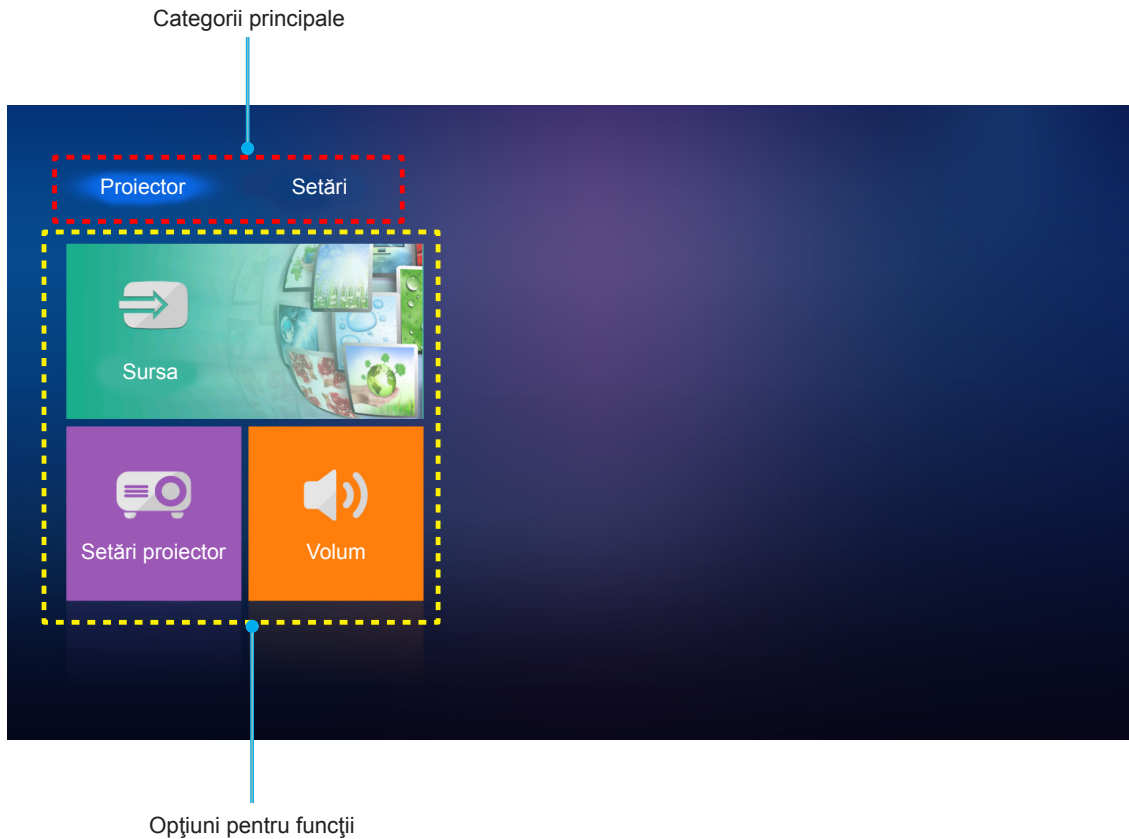 Categorii principale
Proiector
Setări
Sursa
Setări proiector
Volum
Opţiuni pentru funcţii